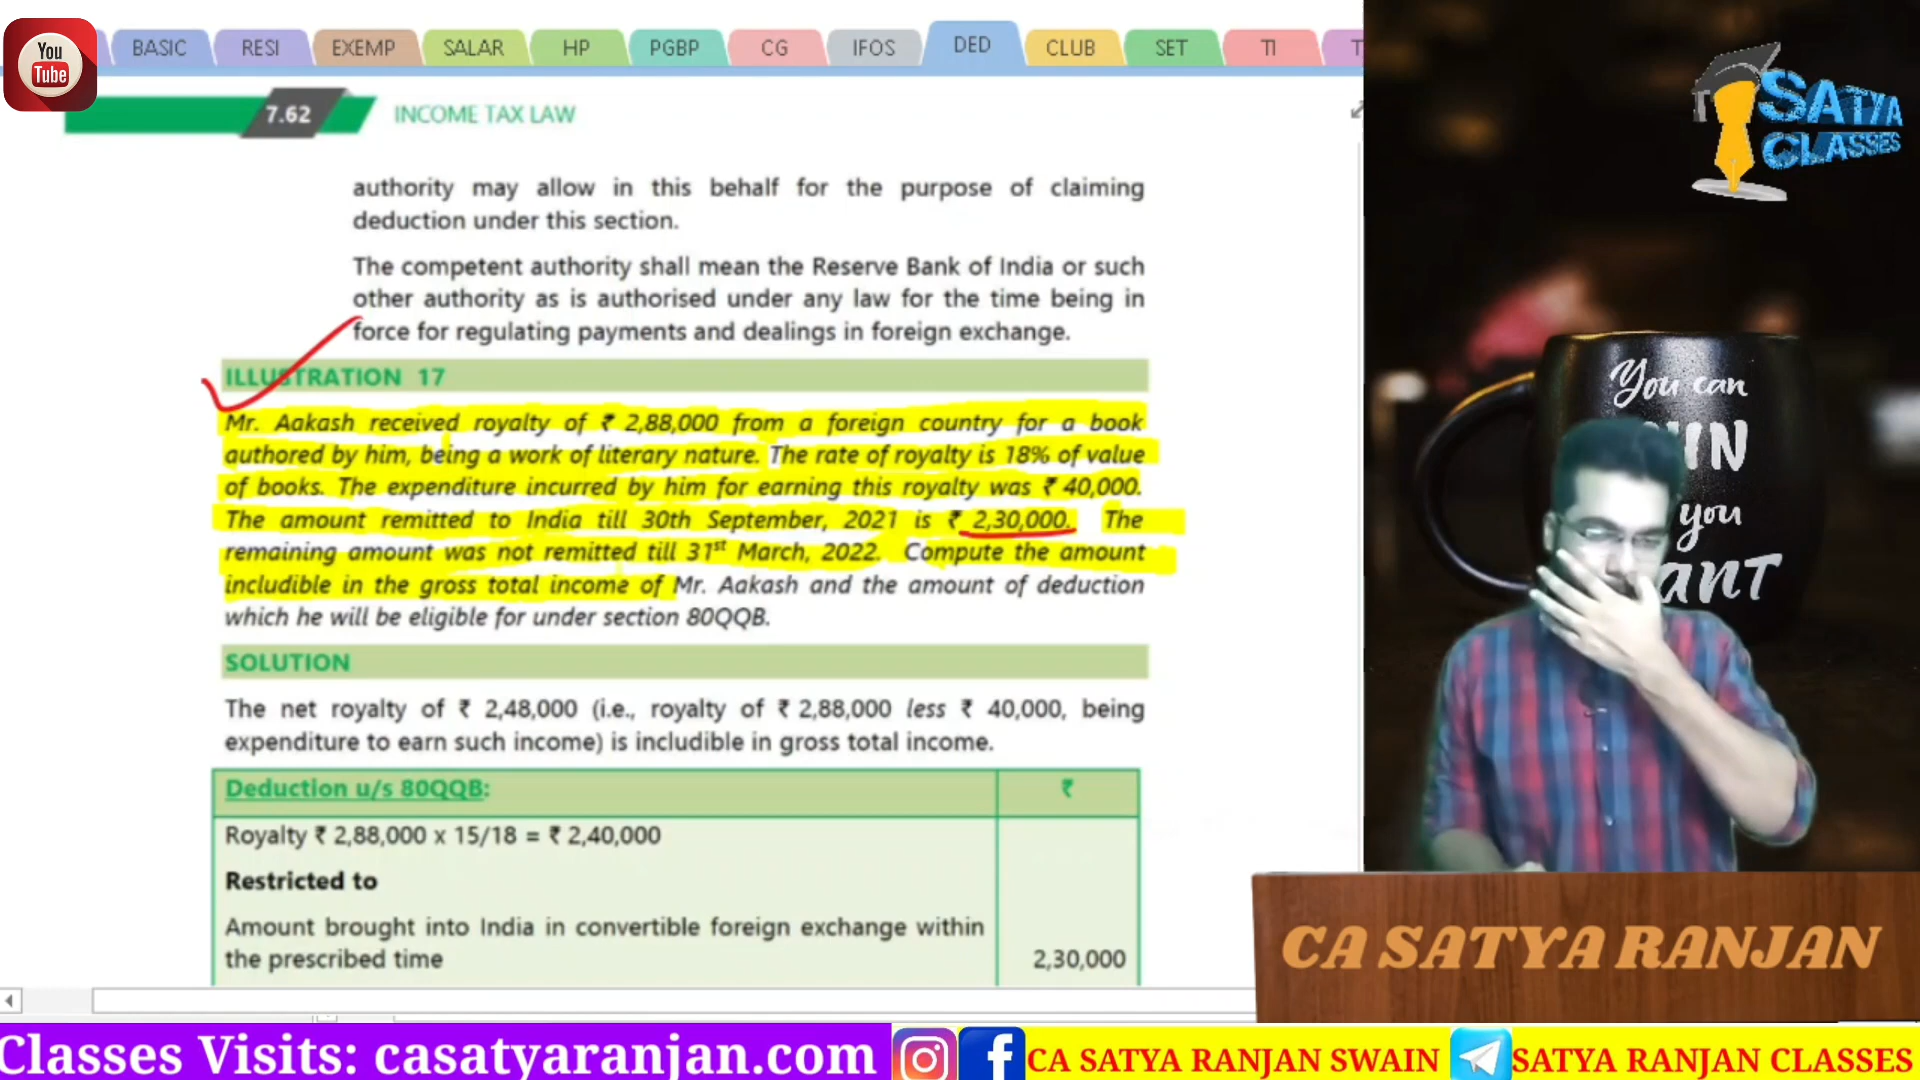 You
Tube
BASIC RESI EXEMP SALAR HP PGBP CG IFOS DED CLUB SET TI T
SATYA
CLASSES
7.62 INCOME TAX LAW
authority may allow in this behalf for the purpose of claiming
deduction under this section.
The competent authority shall mean the Reserve Bank of India or such
other authority as is authorised under any law for the time being in
force for regulating payments and dealings in foreign exchange.
ILLUSTRATION 17
Mr. Aakash received royalty of ₹ 2,88,000 from a foreign country for a book
authored by him, being a work of literary nature. The rate of royalty is 18% of value
of books. The expenditure incurred by him for earning this royalty was ₹ 40,000.
The amount remitted to India till 30th September, 2021 is ₹ 2,30,000. The
remaining amount was not remitted till 31st March, 2022. Compute the amount
includible in the gross total income of Mr. Aakash and the amount of deduction
which he will be eligible for under section 80QQB.
SOLUTION
The net royalty of ₹ 2,48,000 (i.e., royalty of ₹ 2,88,000 less ₹ 40,000, being
expenditure to earn such income) is includible in gross total income.
Deduction u/s 80QQB: ₹
Royalty ₹ 2,88,000 x 15/18 = ₹ 2,40,000
Restricted to
Amount brought into India in convertible foreign exchange within
the prescribed time 2,30,000
You can
you
CA SATYA RANJAN
Classes Visits: casatyaranjan.com CA SATYA RANJAN SWAIN SATYA RANJAN CLASSES